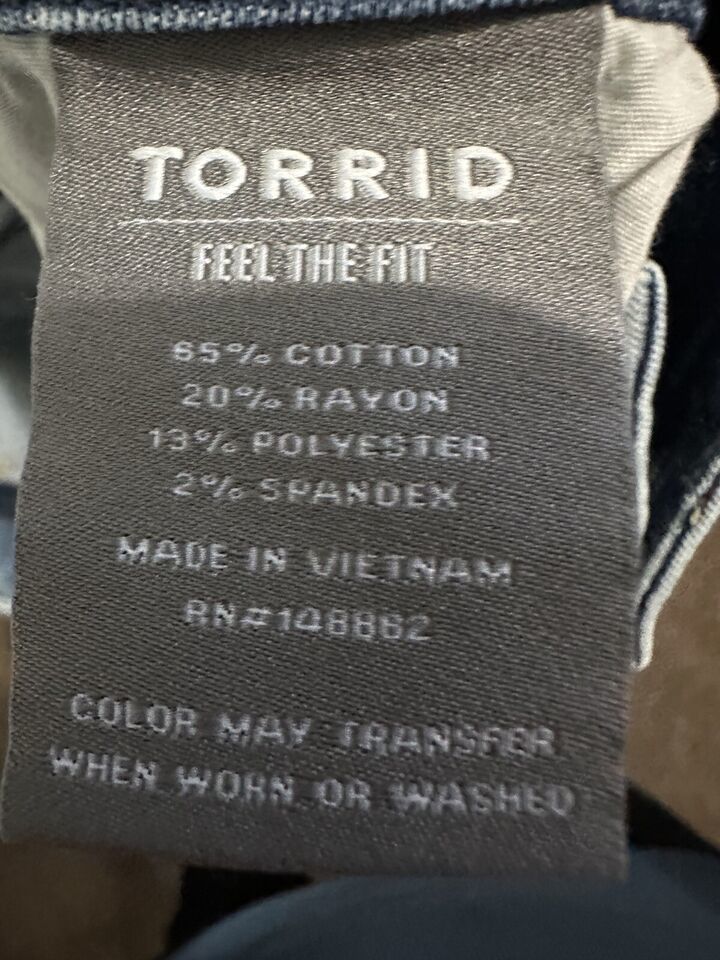 TORRID
FEEL THE FIT
65% COTTON
20% RAYON
13% POLYESTER
2% SPANDEX
MADE IN VIETNAM
RN#148862
COLOR MAY TRANSFER
WHEN WORN OR WASHED